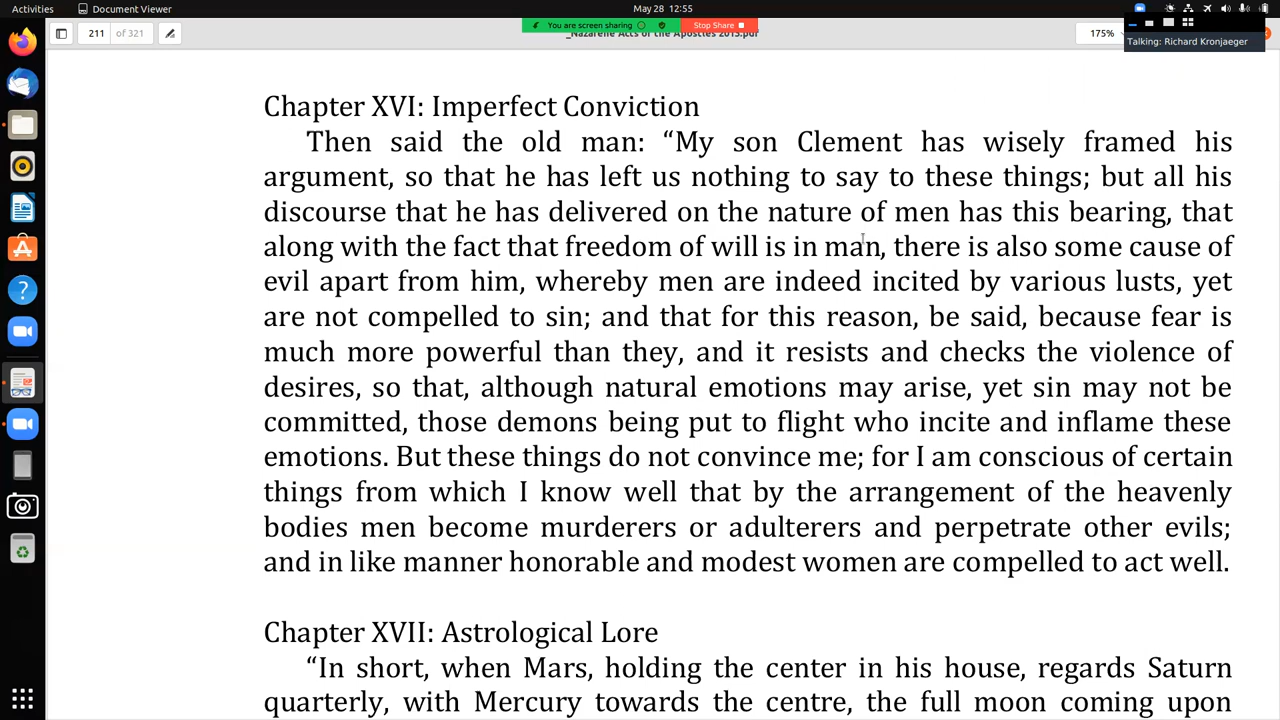 Activities
Document Viewer
May 28 12:55
You are screen sharing
Stop Share
211
of 321
_Nazarene Acts of the Apostles 2015.pdf
175%
Talking: Richard Kronjaeger
Chapter XVI: Imperfect Conviction
Then said the old man: “My son Clement has wisely framed his
argument, so that he has left us nothing to say to these things; but all his
discourse that he has delivered on the nature of men has this bearing, that
along with the fact that freedom of will is in man, there is also some cause of
evil apart from him, whereby men are indeed incited by various lusts, yet
are not compelled to sin; and that for this reason, be said, because fear is
much more powerful than they, and it resists and checks the violence of
desires, so that, although natural emotions may arise, yet sin may not be
committed, those demons being put to flight who incite and inflame these
emotions. But these things do not convince me; for I am conscious of certain
things from which I know well that by the arrangement of the heavenly
bodies men become murderers or adulterers and perpetrate other evils;
and in like manner honorable and modest women are compelled to act well.
Chapter XVII: Astrological Lore
“In short, when Mars, holding the center in his house, regards Saturn
quarterly, with Mercury towards the centre, the full moon coming upon